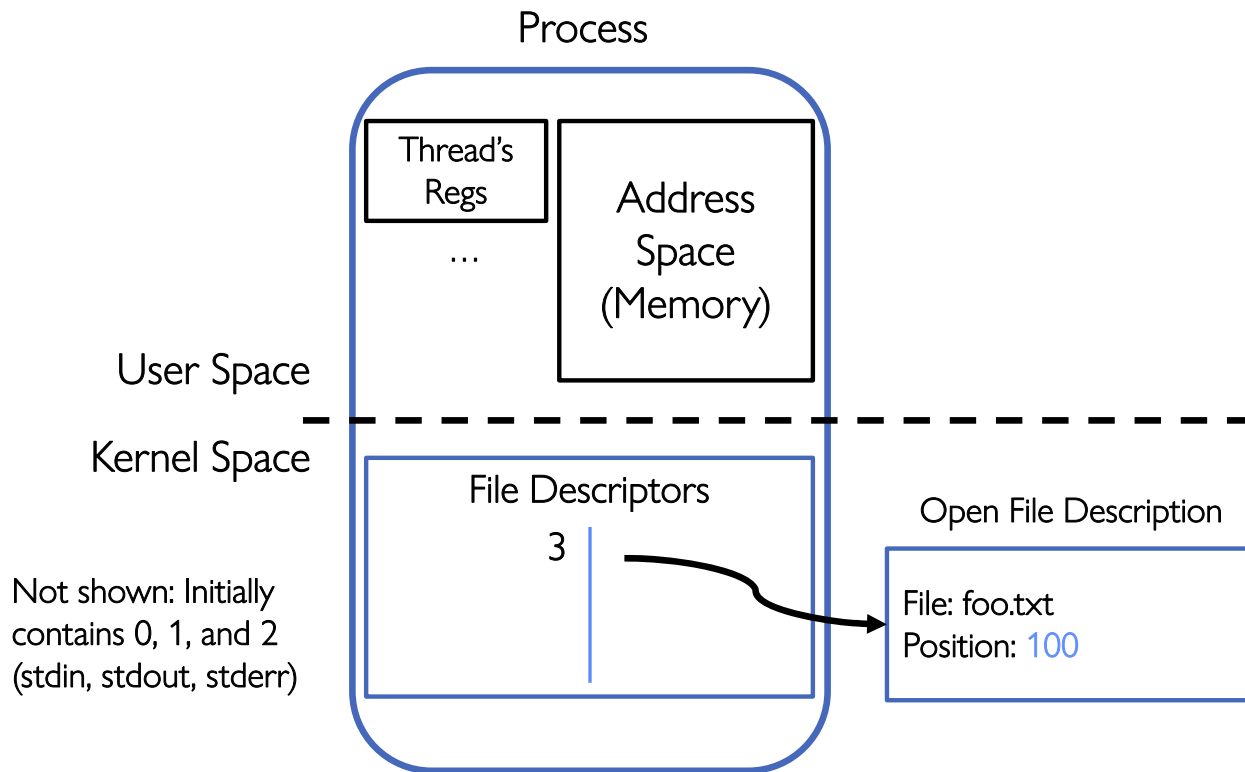 Process
Thread's
Regs
...
Address
Space
(Memory)
User Space
Kernel Space
File Descriptors
3
Open File Description
File: foo.txt
Position: 100
Not shown: Initially
contains 0, 1, and 2
(stdin, stdout, stderr)